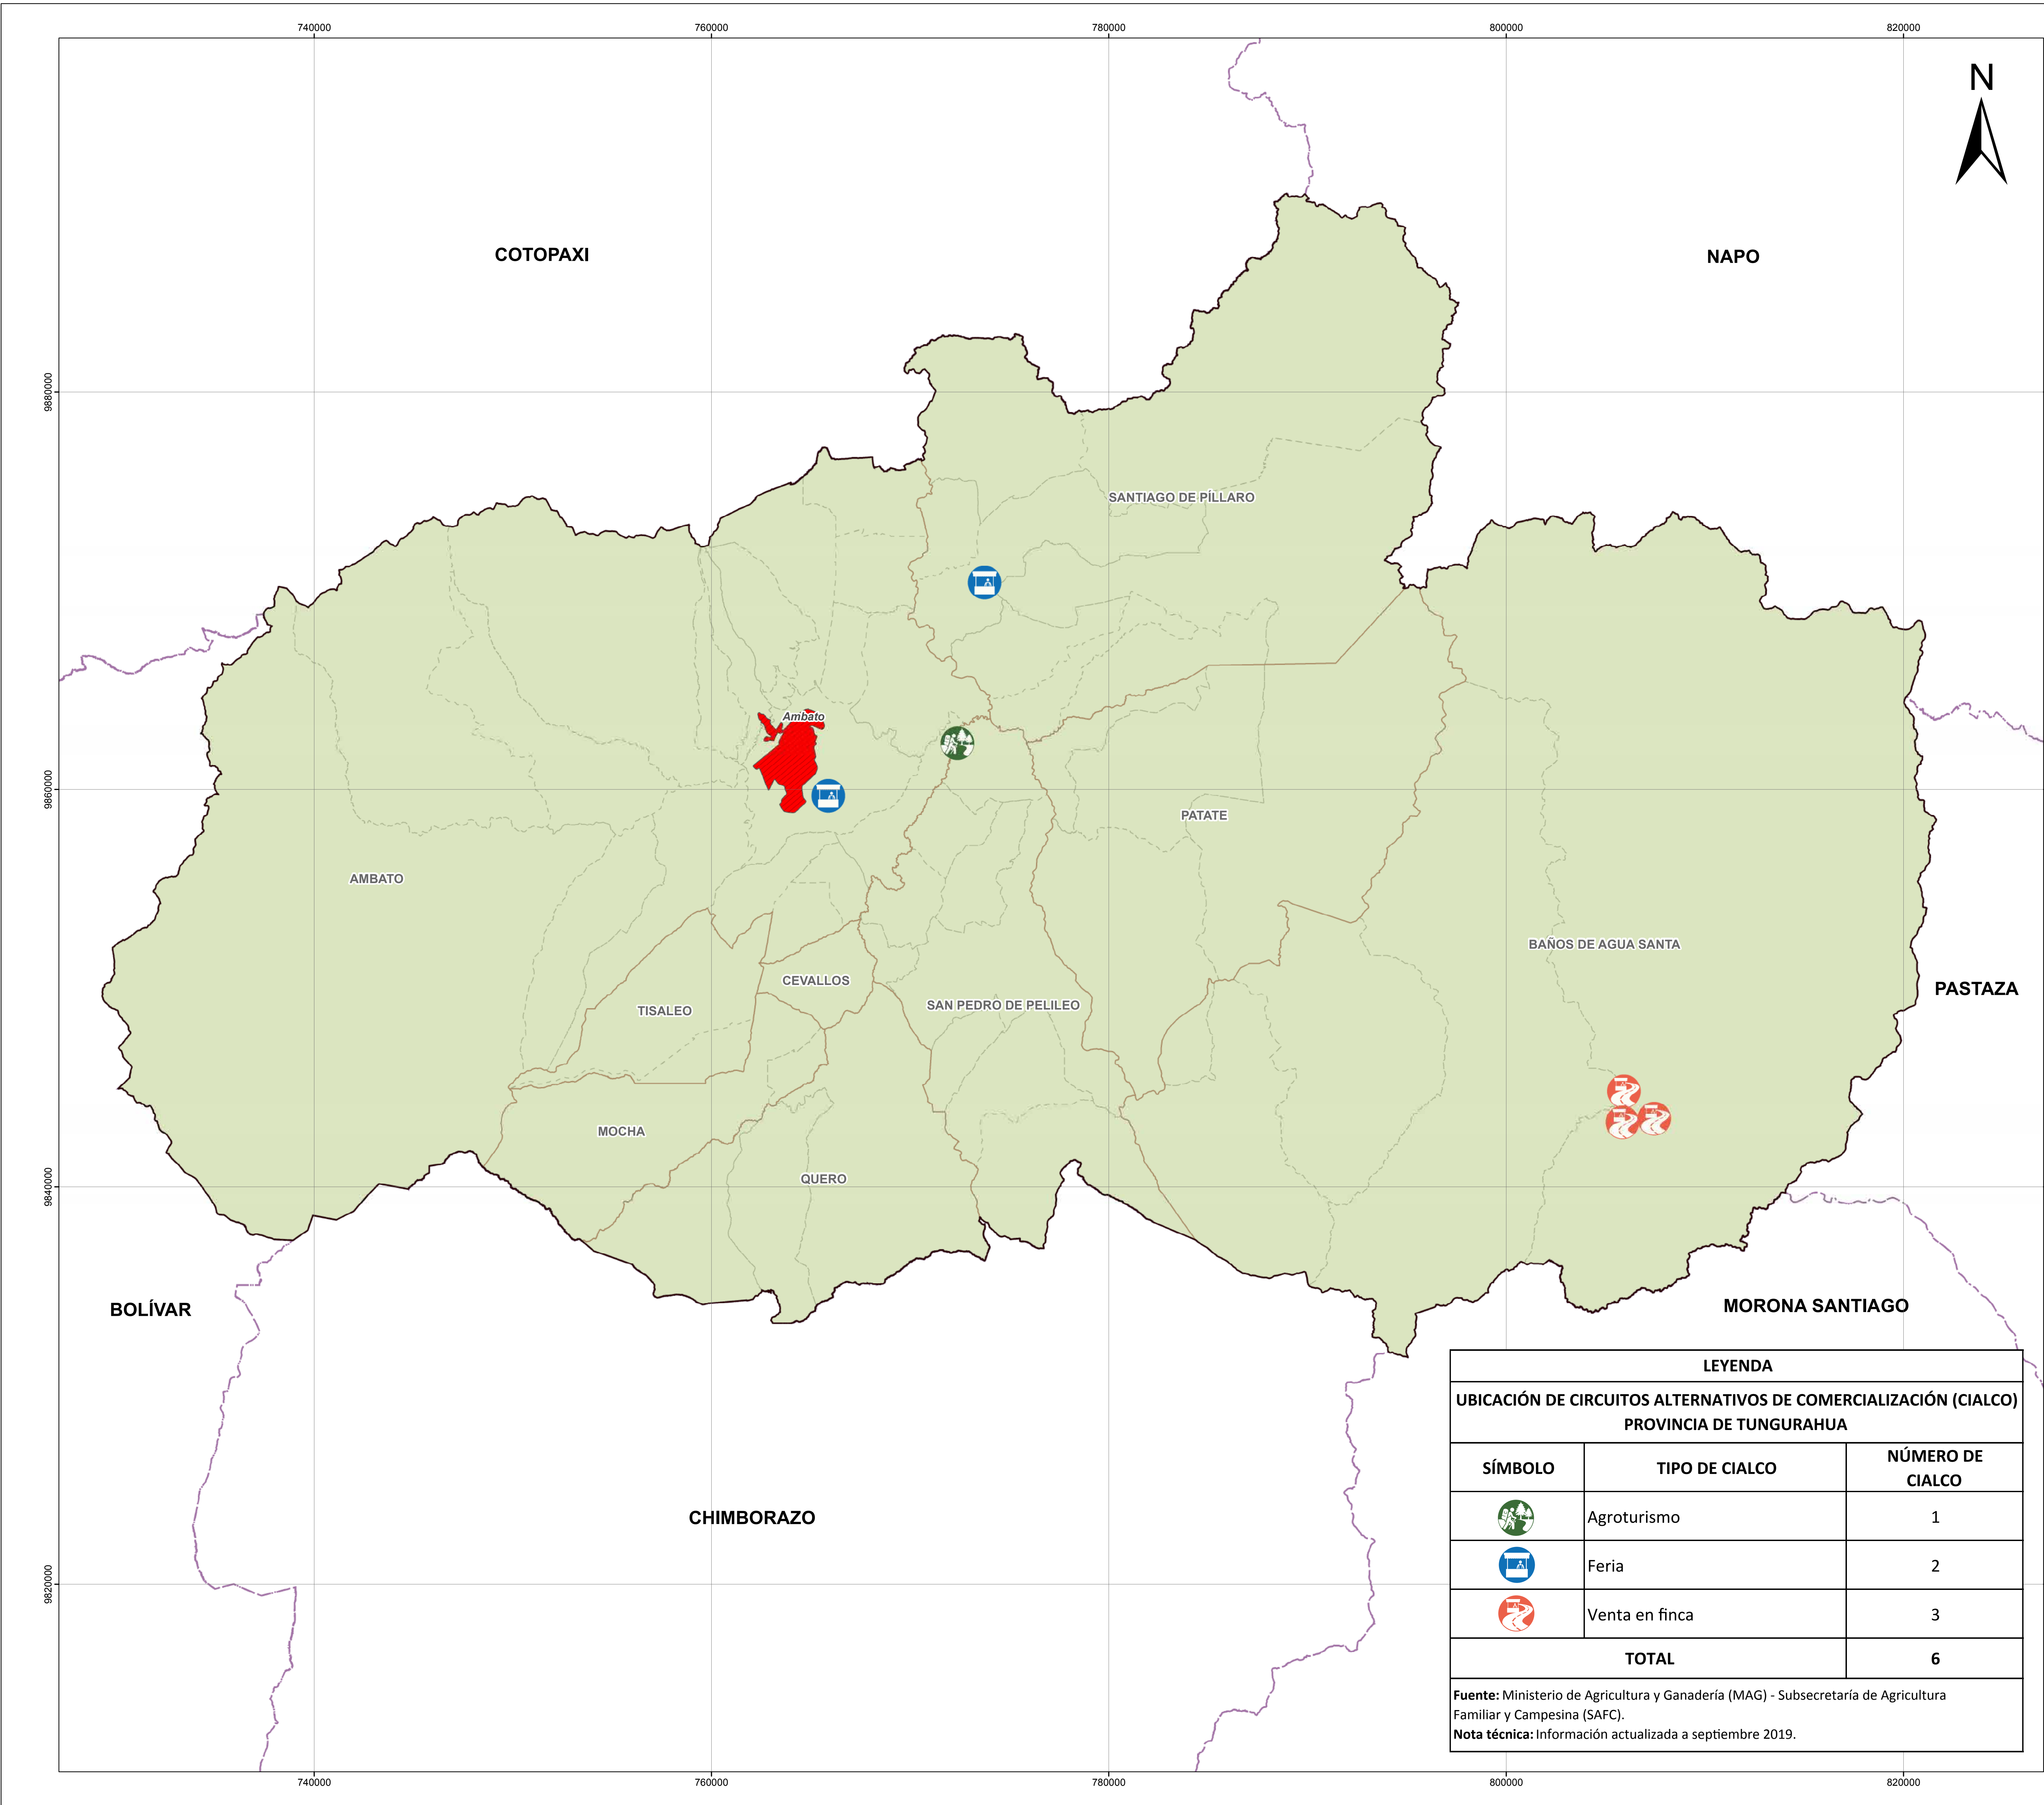 740000
760000
780000
800000
820000
N
COTOPAXI
NAPO
9880000
SANTIAGO DE PÍLLARO
Ambato
9860000
PATATE
AMBATO
BAÑOS DE AGUA SANTA
CEVALLOS
PASTAZA
SAN PEDRO DE PELILEO
TISALEO
MOCHA
QUERO
9840000
BOLÍVAR
MORONA SANTIAGO
CHIMBORAZO
9820000
LEYENDA
UBICACIÓN DE CIRCUITOS ALTERNATIVOS DE COMERCIALIZACIÓN (CIALCO)
PROVINCIA DE TUNGURAHUA
SÍMBOLO
TIPO DE CIALCO
NÚMERO DE
CIALCO
Agroturismo
1
Feria
2
Venta en finca
3
TOTAL
6
Fuente: Ministerio de Agricultura y Ganadería (MAG) - Subsecretaría de Agricultura
Familiar y Campesina (SAFC).
Nota técnica: Información actualizada a septiembre 2019.
740000
760000
780000
800000
820000